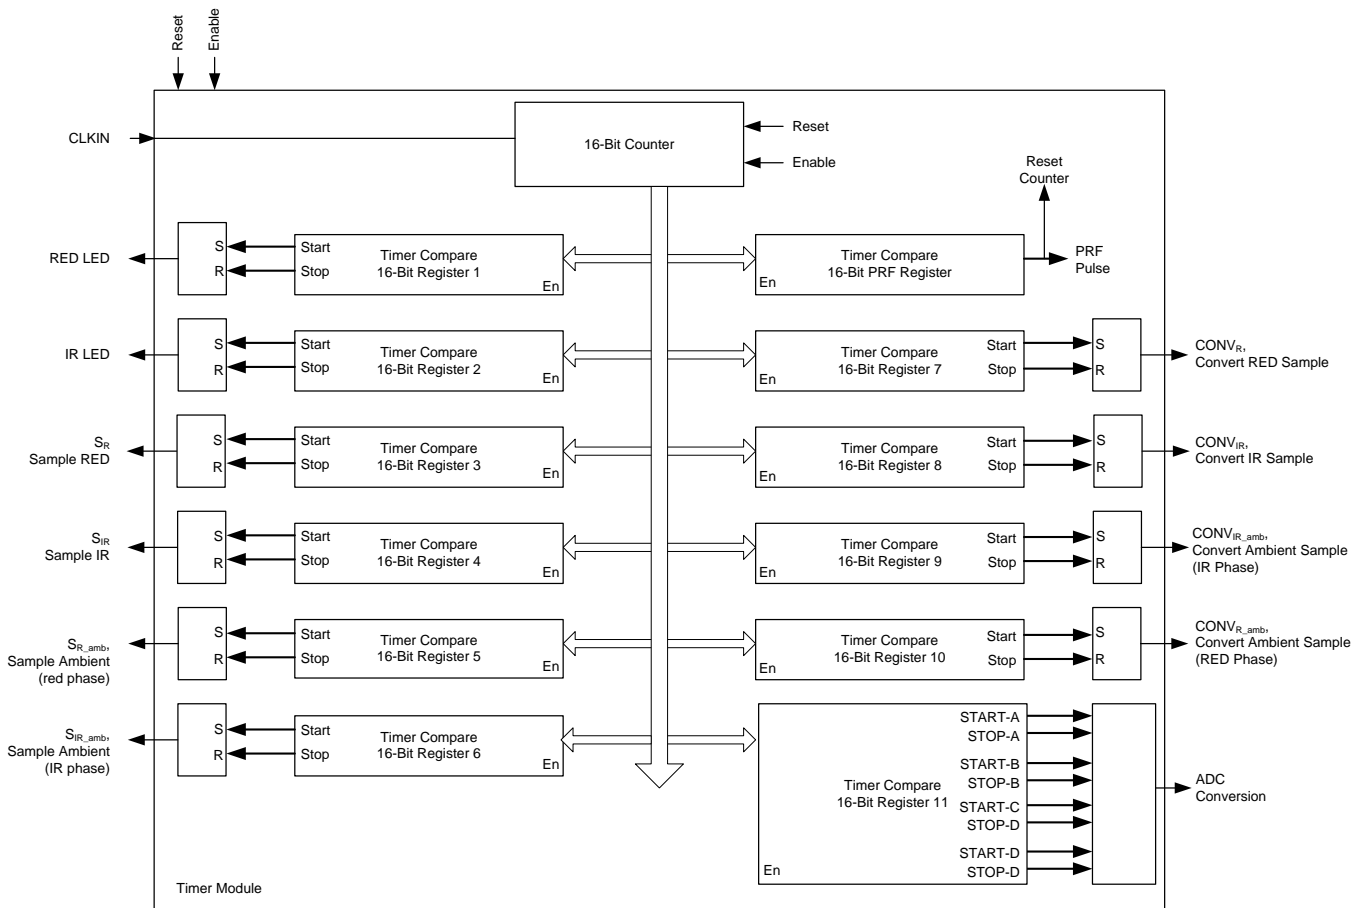 Reset
Enable
CLKIN
16-Bit Counter
Reset
Enable
Reset
Counter
RED LED
S
R
Start
Stop
Timer Compare
16-Bit Register 1
En
Timer Compare
16-Bit PRF Register
En
PRF
Pulse
IR LED
S
R
Start
Stop
Timer Compare
16-Bit Register 2
En
Timer Compare
16-Bit Register 7
En
Start
Stop
S
R
CONVR,
Convert RED Sample
SR
Sample RED
S
R
Start
Stop
Timer Compare
16-Bit Register 3
En
Timer Compare
16-Bit Register 8
En
Start
Stop
S
R
CONVIR,
Convert IR Sample
SIR
Sample IR
S
R
Start
Stop
Timer Compare
16-Bit Register 4
En
Timer Compare
16-Bit Register 9
En
Start
Stop
S
R
CONVIR_amb,
Convert Ambient Sample
(IR Phase)
SR_amb,
Sample Ambient
(red phase)
S
R
Start
Stop
Timer Compare
16-Bit Register 5
En
Timer Compare
16-Bit Register 10
En
Start
Stop
S
R
CONVR_amb,
Convert Ambient Sample
(RED Phase)
SIR_amb,
Sample Ambient
(IR phase)
S
R
Start
Stop
Timer Compare
16-Bit Register 6
En
Timer Compare
16-Bit Register 11
En
START-A
STOP-A
START-B
STOP-B
START-C
STOP-D
START-D
STOP-D
ADC
Conversion
Timer Module